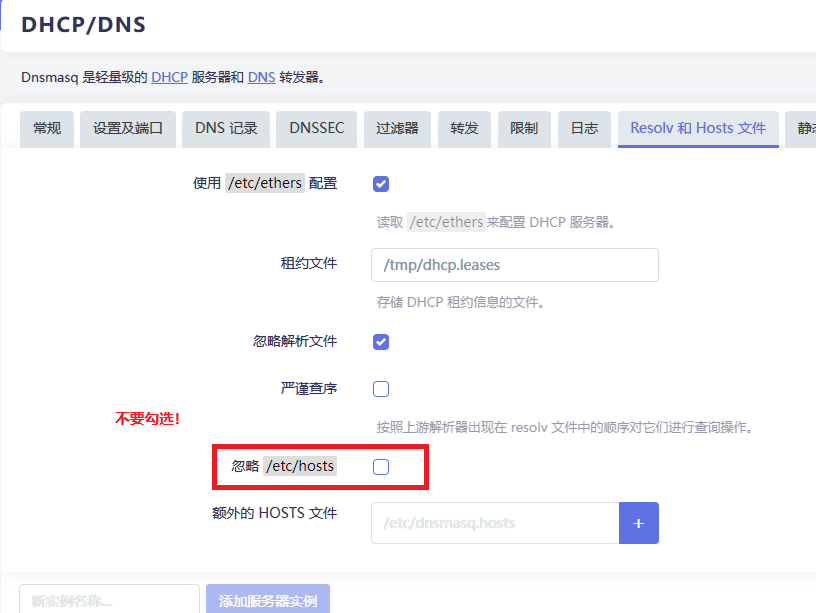 DHCP/DNS
Dnsmasq 是轻量级的 DHCP 服务器和 DNS 转发器。
常规 设置及端口 DNS 记录 DNSSEC 过滤器 转发 限制 日志 Resolv 和 Hosts 文件 静态
使用 /etc/ethers 配置
读取 /etc/ethers 来配置 DHCP 服务器。
租约文件 /tmp/dhcp.leases
存储 DHCP 租约信息的文件。
忽略解析文件
严谨查序
不要勾选!
按照上游解析器出现在 resolv 文件中的顺序对它们进行查询操作。
忽略 /etc/hosts
额外的 HOSTS 文件 /etc/dnsmasq.hosts +
新实例名称... 添加服务器实例